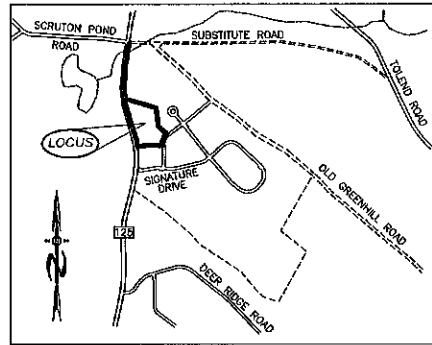 SCRUTON POND
ROAD
SUBSTITUTE ROAD
TOLEND ROAD
LOCUS
SIGNATURE
DRIVE
OLD GREENHILL ROAD
125
DEER RIDGE ROAD